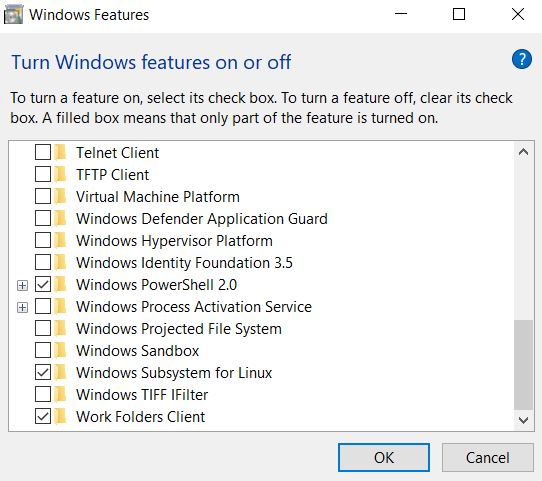 Windows Features
Turn Windows features on or off
?
To turn a feature on, select its check box. To turn a feature off, clear its check
box. A filled box means that only part of the feature is turned on.
Telnet Client
TFTP Client
Virtual Machine Platform
Windows Defender Application Guard
Windows Hypervisor Platform
Windows Identity Foundation 3.5
Windows PowerShell 2.0
Windows Process Activation Service
Windows Projected File System
Windows Sandbox
Windows Subsystem for Linux
Windows TIFF IFilter
Work Folders Client
OK
Cancel